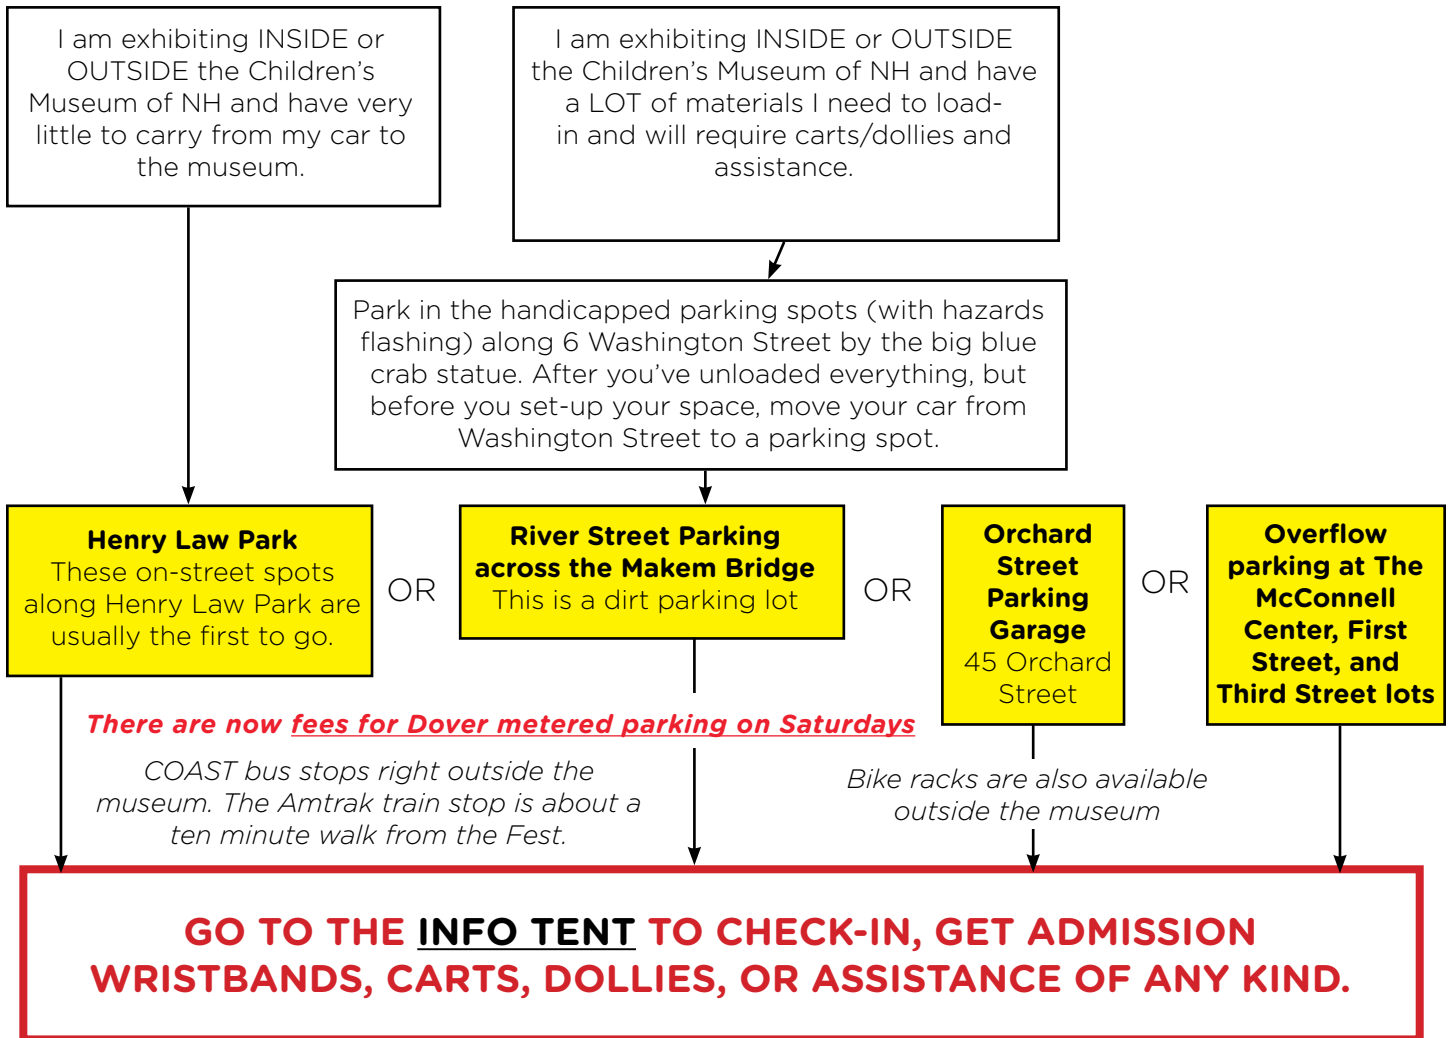 I am exhibiting INSIDE or
OUTSIDE the Children’s
Museum of NH and have very
little to carry from my car to
the museum.
I am exhibiting INSIDE or OUTSIDE
the Children’s Museum of NH and have
a LOT of materials I need to load-
in and will require carts/dollies and
assistance.
Park in the handicapped parking spots (with hazards
flashing) along 6 Washington Street by the big blue
crab statue. After you’ve unloaded everything, but
before you set-up your space, move your car from
Washington Street to a parking spot.
Henry Law Park
These on-street spots
along Henry Law Park are
usually the first to go.
OR
River Street Parking
across the Makem Bridge
This is a dirt parking lot
OR
Orchard
Street
Parking
Garage
45 Orchard
Street
OR
Overflow
parking at The
McConnell
Center, First
Street, and
Third Street lots
There are now fees for Dover metered parking on Saturdays
COAST bus stops right outside the
museum. The Amtrak train stop is about a
ten minute walk from the Fest.
Bike racks are also available
outside the museum
GO TO THE INFO TENT TO CHECK-IN, GET ADMISSION
WRISTBANDS, CARTS, DOLLIES, OR ASSISTANCE OF ANY KIND.